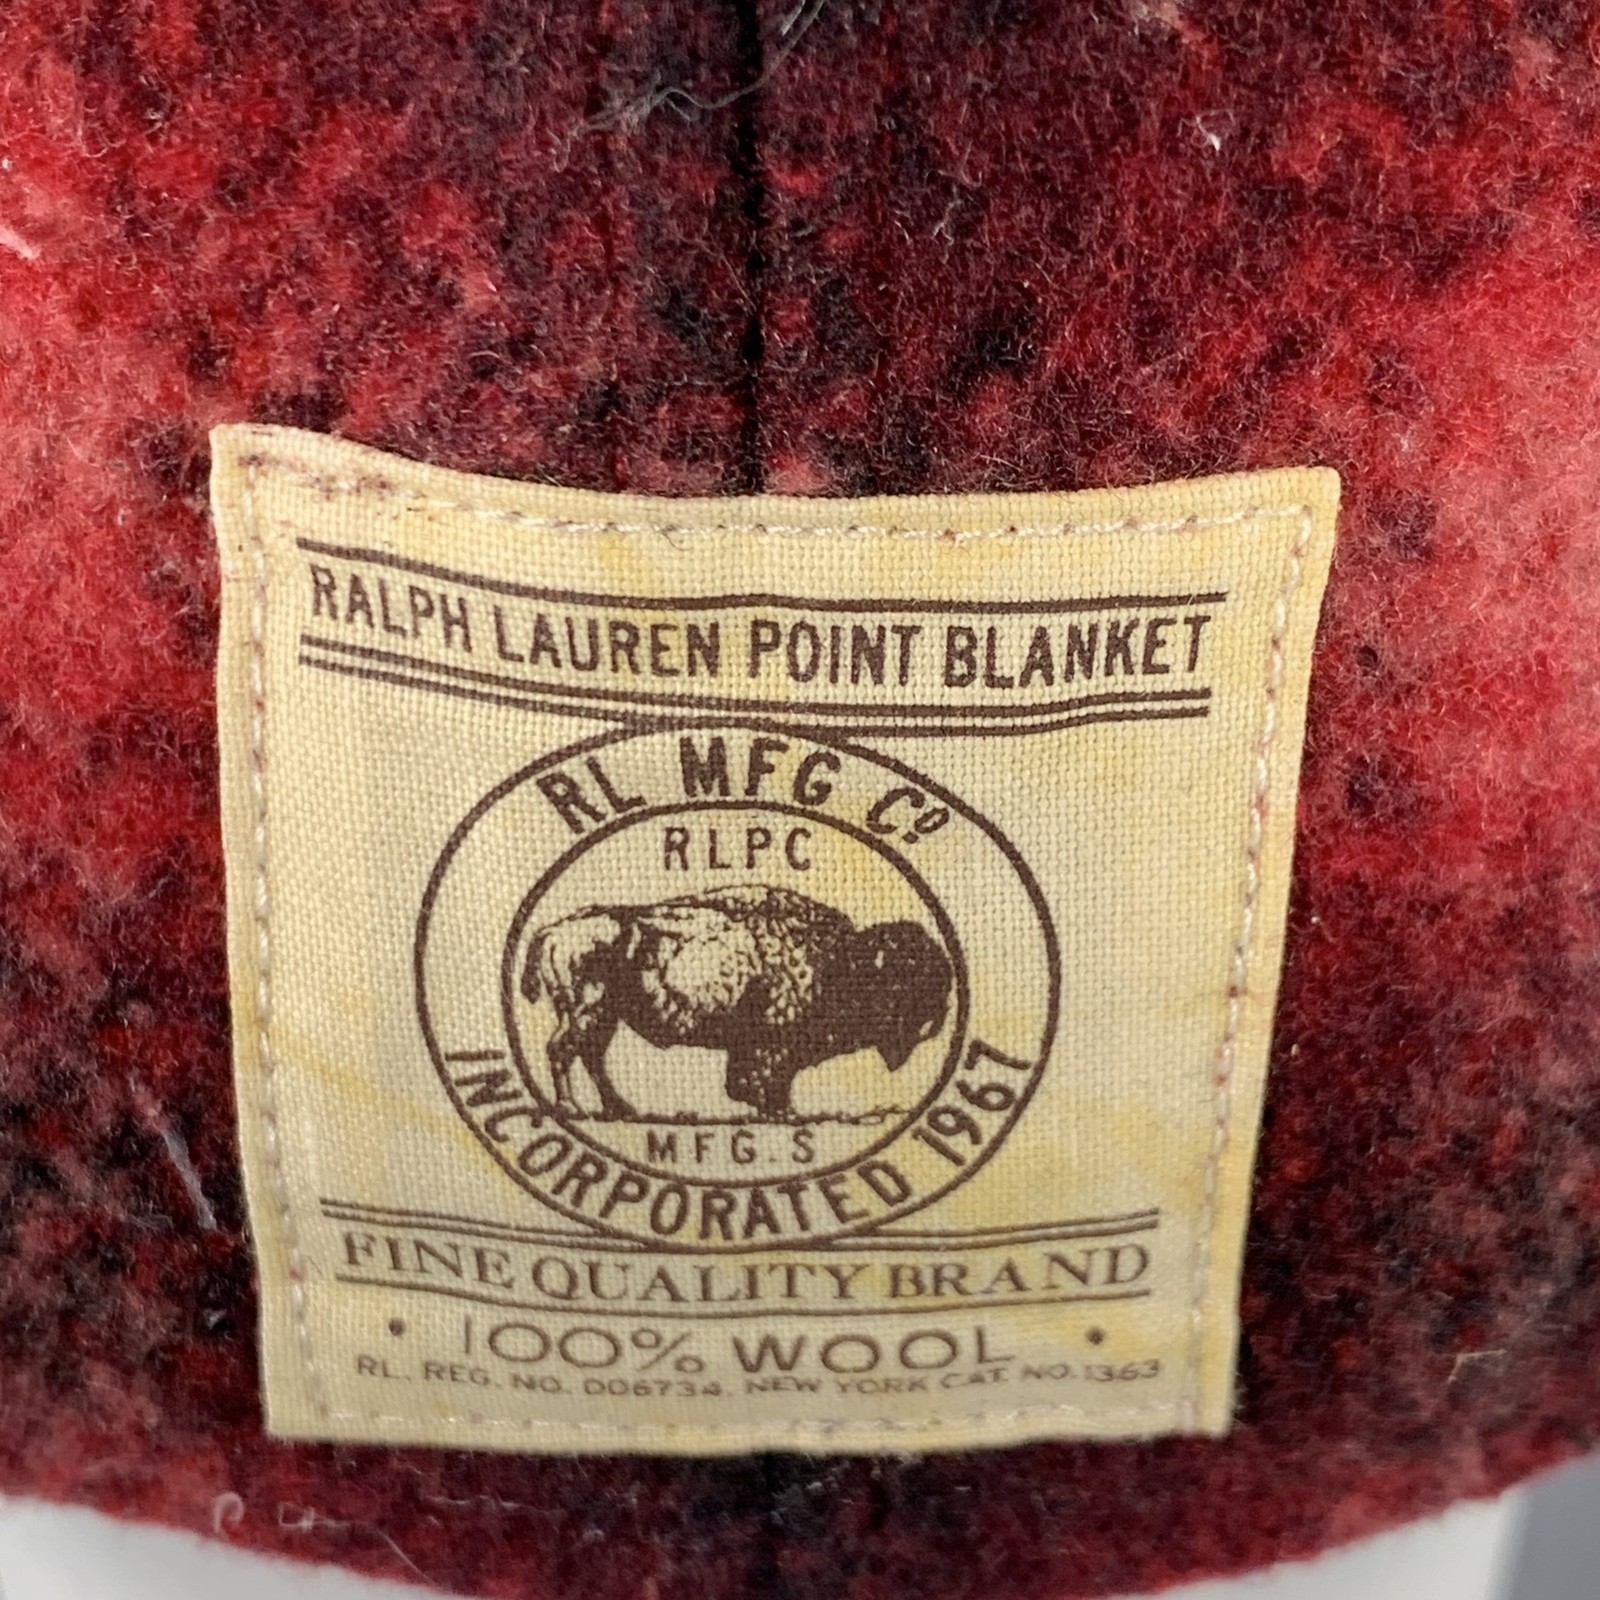 RALPH LAUREN POINT BLANKET
RL MFG Cº
RLPC
MFG.S
INCORPORATED 1967
FINE QUALITY BRAND
• 100% WOOL •
RL. REG. NO. D06734. NEW YORK CAT. NO. 1363